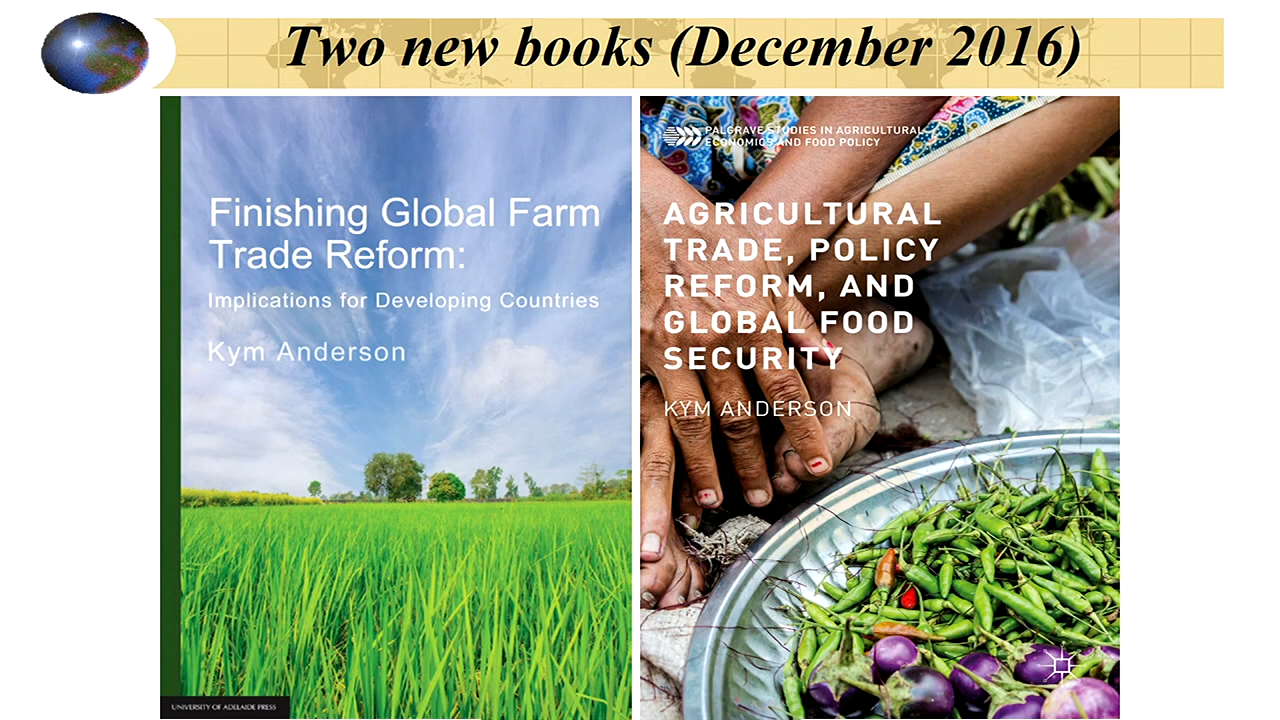 Two new books (December 2016)
Finishing Global Farm
Trade Reform:
Implications for Developing Countries
Kym Anderson
UNIVERSITY OF ADELAIDE PRESS
PALGRAVE STUDIES IN AGRICULTURAL
ECONOMICS AND FOOD POLICY
AGRICULTURAL
TRADE, POLICY
REFORM, AND
GLOBAL FOOD
SECURITY
KYM ANDERSON